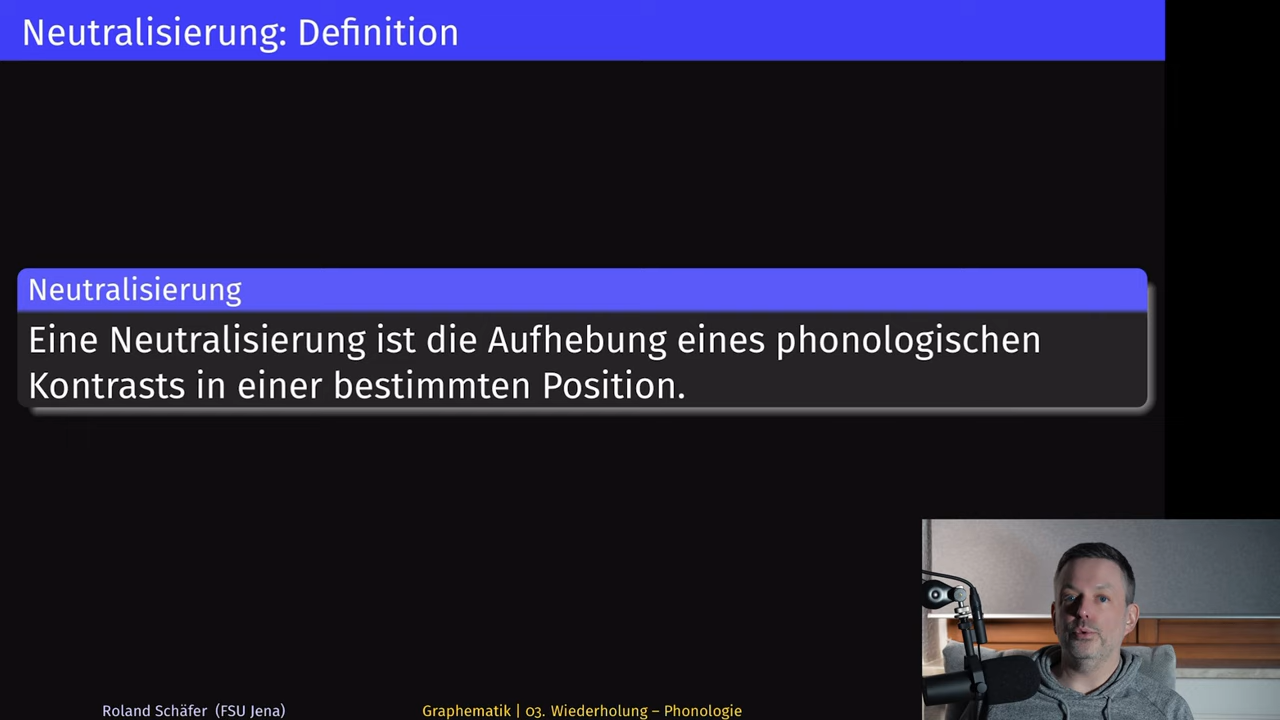 Neutralisierung: Definition
Neutralisierung
Eine Neutralisierung ist die Aufhebung eines phonologischen
Kontrasts in einer bestimmten Position.
Roland Schäfer (FSU Jena)
Graphematik | 03. Wiederholung – Phonologie